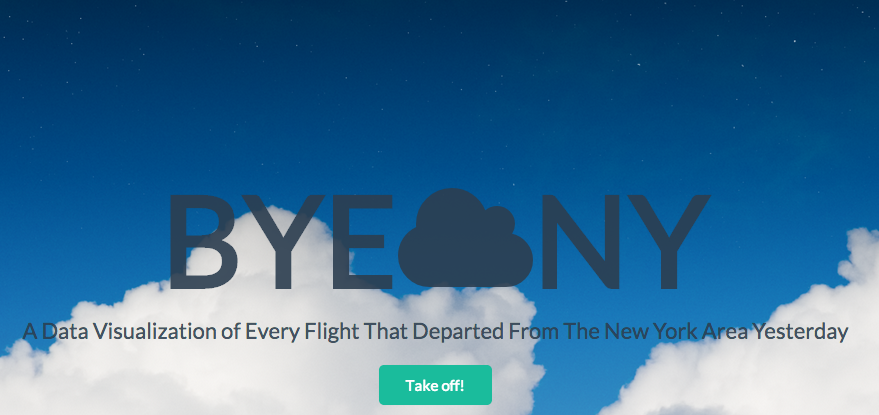 BYE NY
A Data Visualization of Every Flight That Departed From The New York Area Yesterday
Take off!